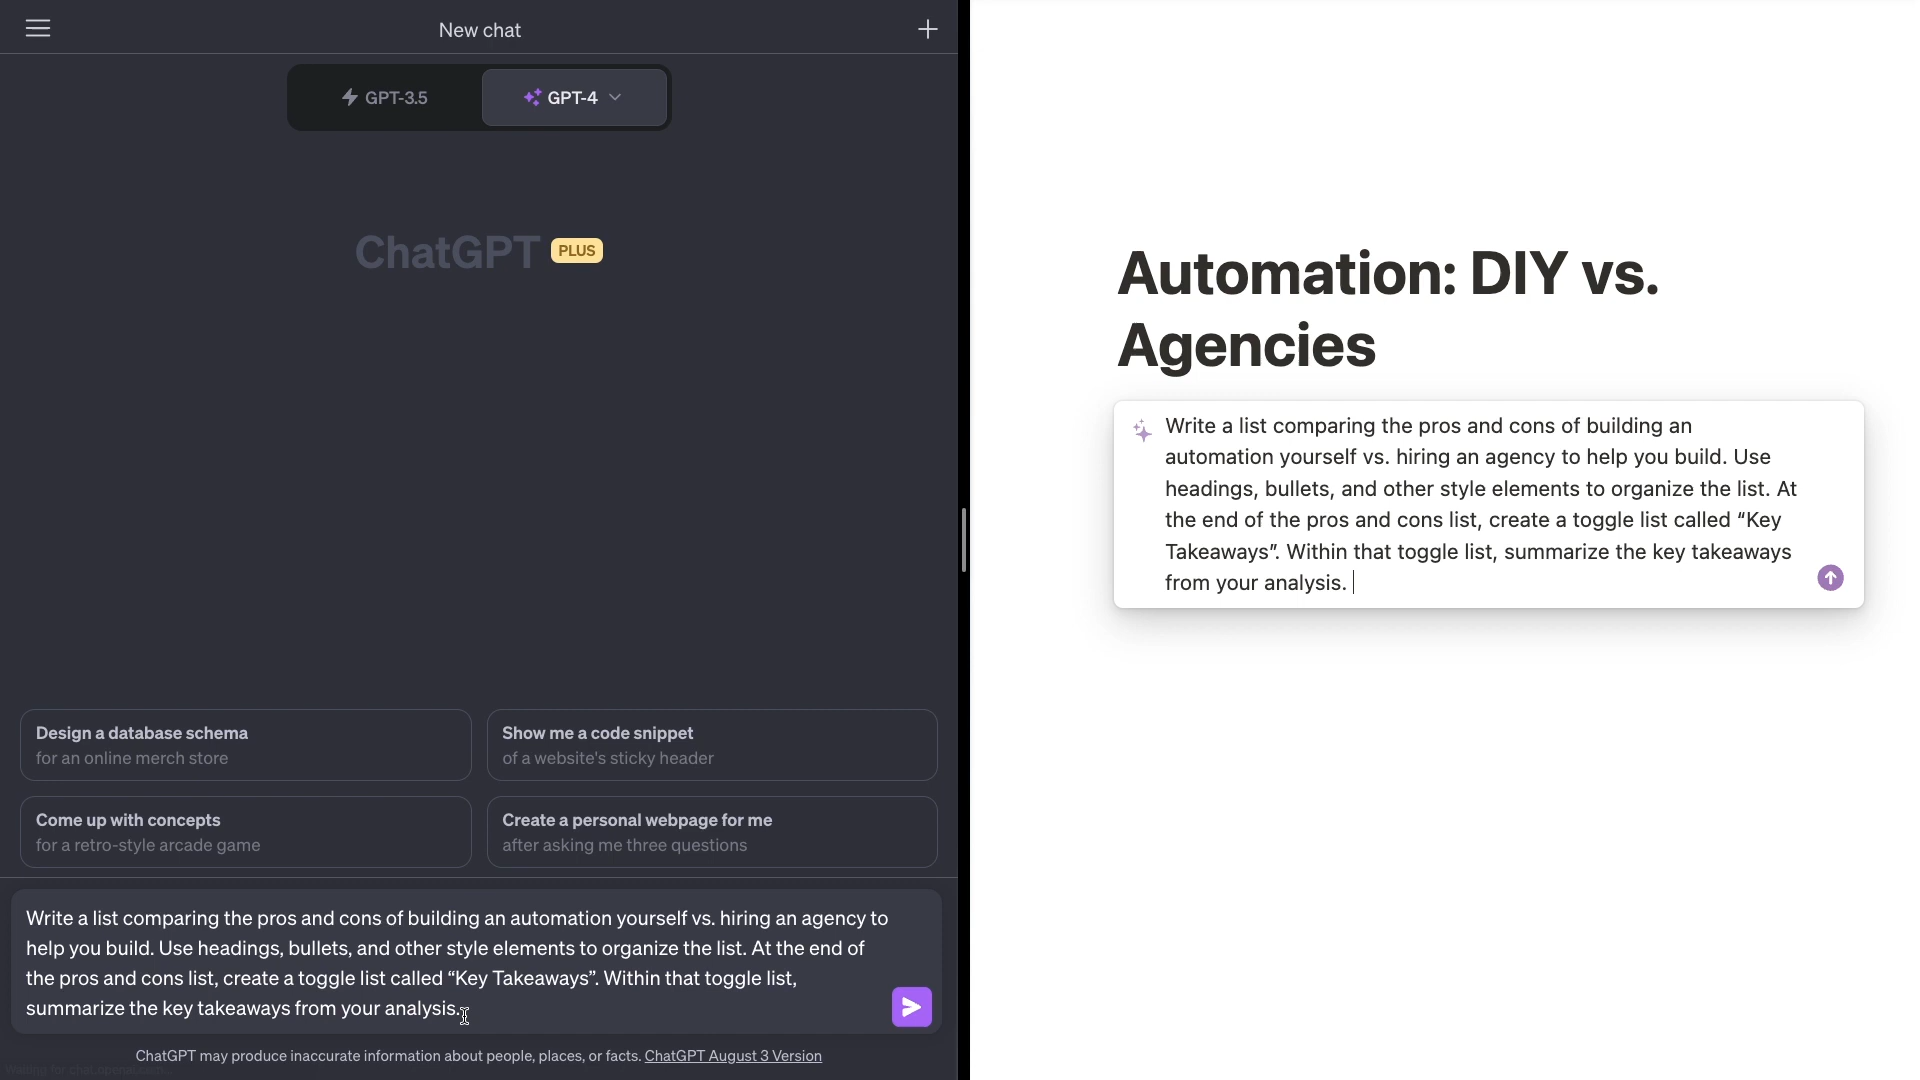 New chat
GPT-3.5
GPT-4
ChatGPT PLUS
Design a database schema
for an online merch store
Show me a code snippet
of a website's sticky header
Come up with concepts
for a retro-style arcade game
Create a personal webpage for me
after asking me three questions
Write a list comparing the pros and cons of building an automation yourself vs. hiring an agency to
help you build. Use headings, bullets, and other style elements to organize the list. At the end of
the pros and cons list, create a toggle list called “Key Takeaways”. Within that toggle list,
summarize the key takeaways from your analysis.
ChatGPT may produce inaccurate information about people, places, or facts. ChatGPT August 3 Version
Automation: DIY vs.
Agencies
Write a list comparing the pros and cons of building an
automation yourself vs. hiring an agency to help you build. Use
headings, bullets, and other style elements to organize the list. At
the end of the pros and cons list, create a toggle list called “Key
Takeaways”. Within that toggle list, summarize the key takeaways
from your analysis.